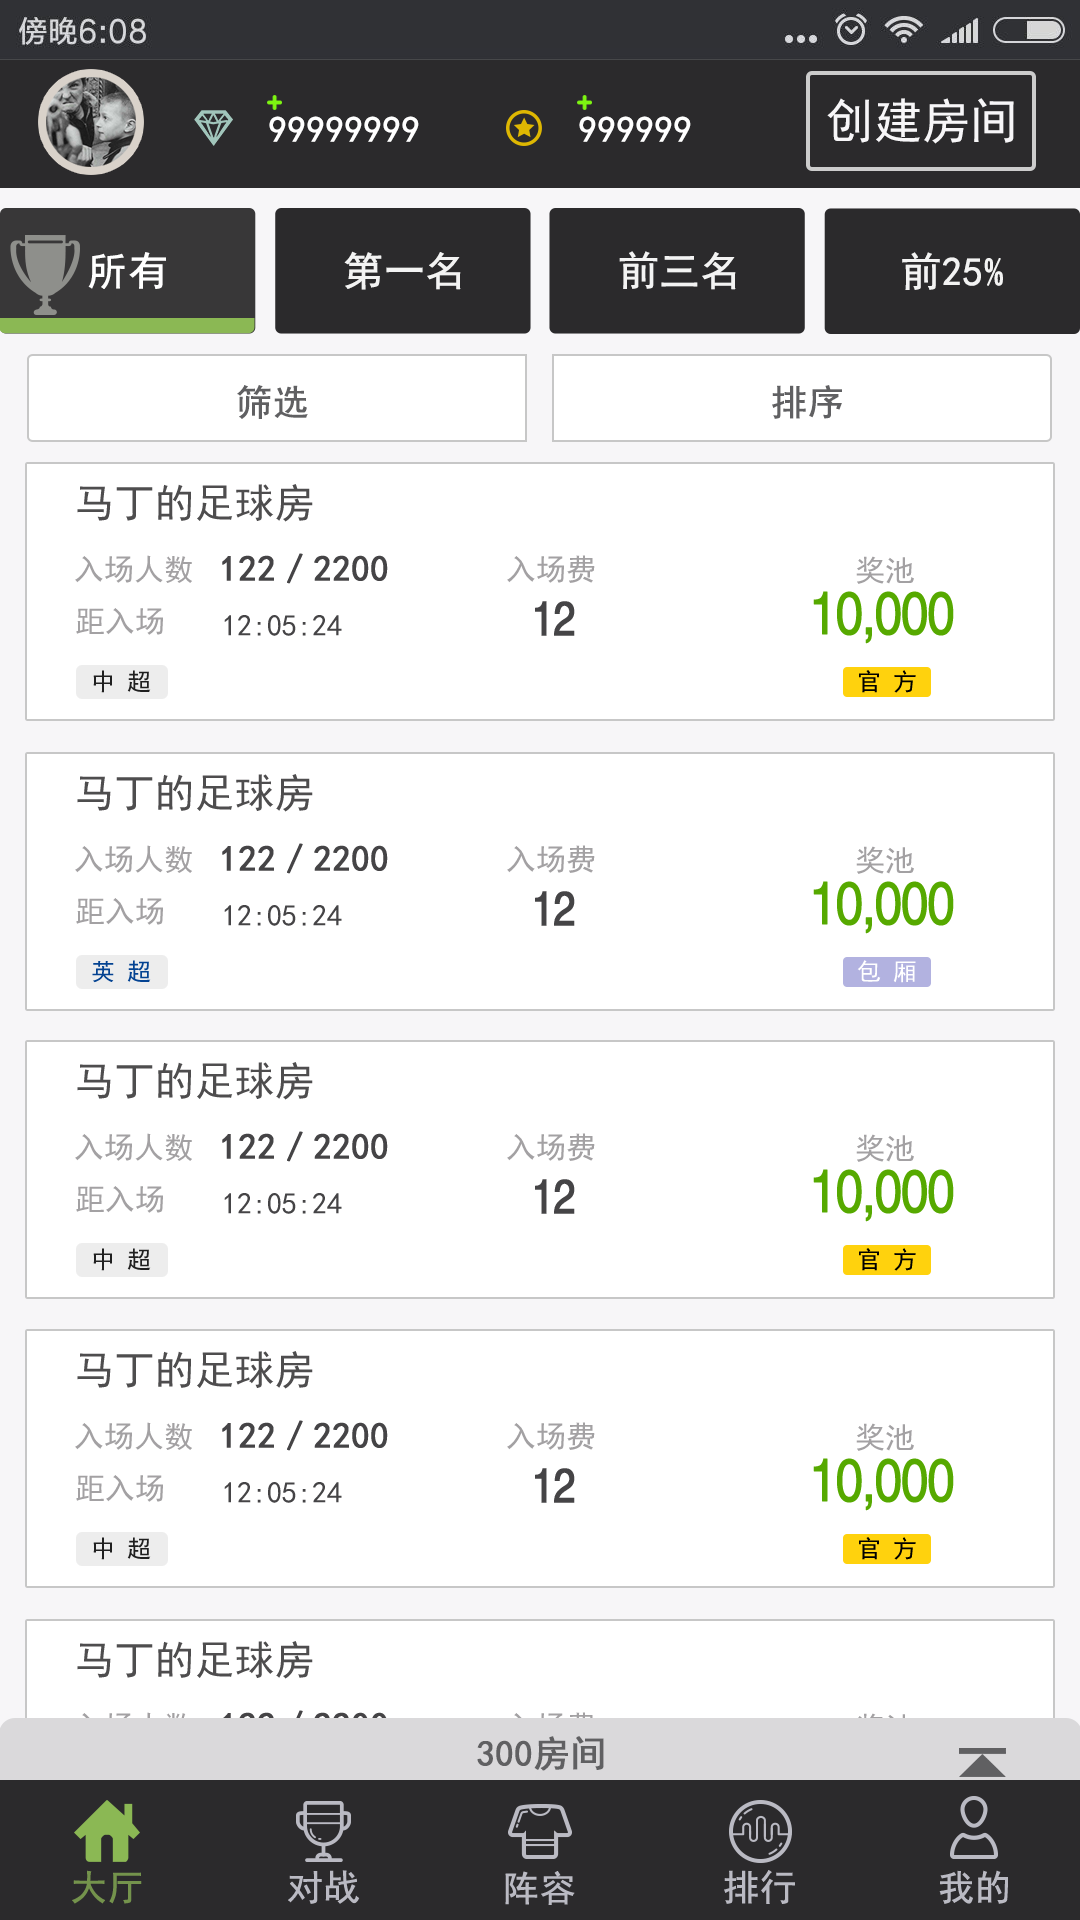 傍晚6:08
99999999
999999
创建房间
所有
第一名
前三名
前25%
筛选
排序
马丁的足球房
入场人数 122 / 2200
入场费
奖池
距入场 12:05:24
12
10,000
中 超
官 方
马丁的足球房
入场人数 122 / 2200
入场费
奖池
距入场 12:05:24
12
10,000
英 超
包 厢
马丁的足球房
入场人数 122 / 2200
入场费
奖池
距入场 12:05:24
12
10,000
中 超
官 方
马丁的足球房
入场人数 122 / 2200
入场费
奖池
距入场 12:05:24
12
10,000
中 超
官 方
马丁的足球房
300房间
大厅
对战
阵容
排行
我的